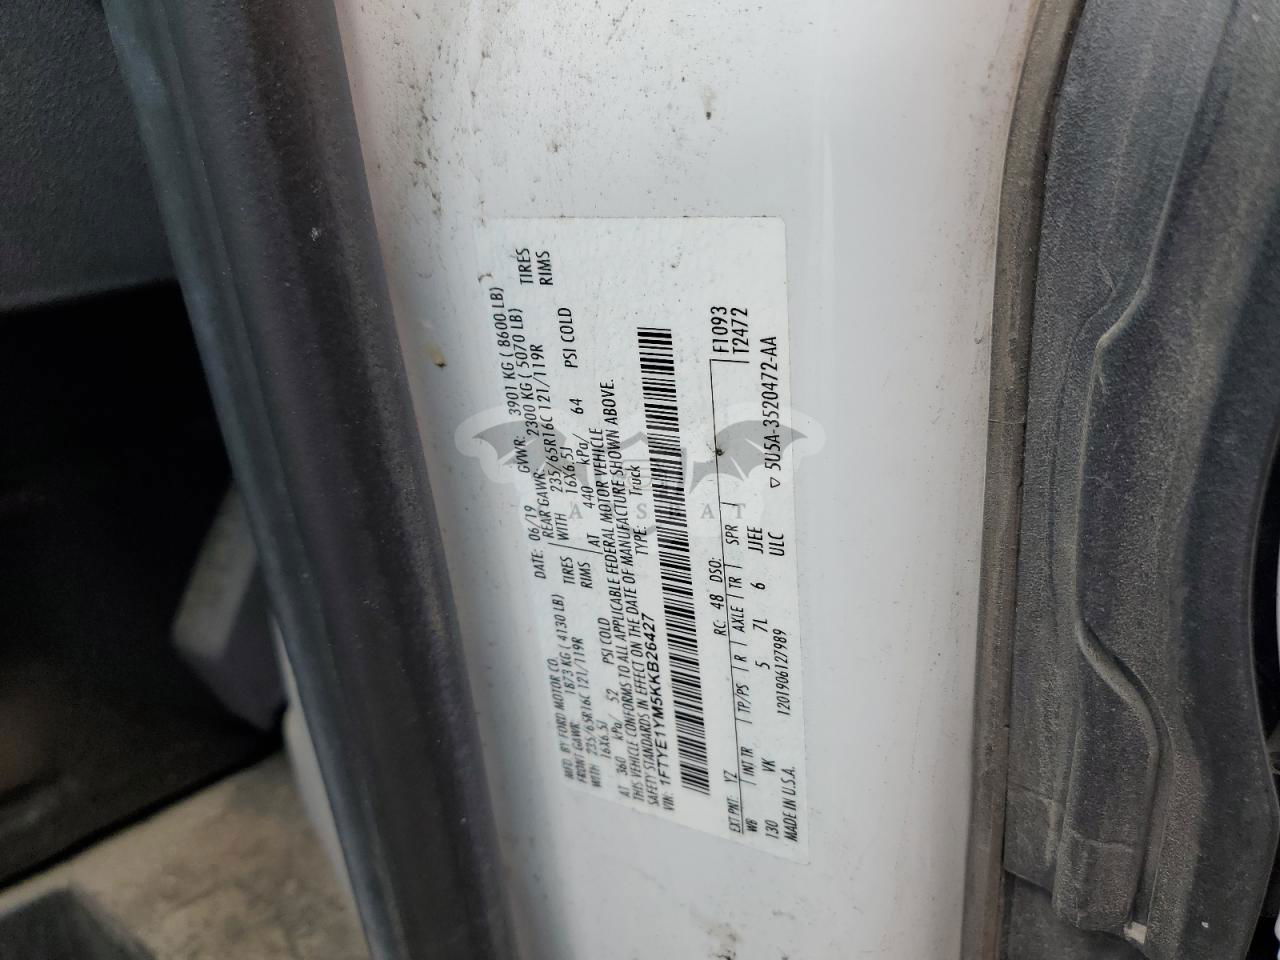 MFD. BY FORD MOTOR CO.
DATE: 06/19 GVWR: 3901 KG ( 8600 LB)
FRONT GAWR: 1873 KG ( 4130 LB) REAR GAWR: 2300 KG ( 5070 LB)
WITH 235/65R16C 121/119R TIRES WITH 235/65R16C 121/119R TIRES
16X6.5J RIMS 16X6.5J RIMS
AT 360 kPa/ 52 PSI COLD AT 440 kPa/ 64 PSI COLD
THIS VEHICLE CONFORMS TO ALL APPLICABLE FEDERAL MOTOR VEHICLE
SAFETY STANDARDS IN EFFECT ON THE DATE OF MANUFACTURE SHOWN ABOVE.
VIN: 1FTYE1YM5KKB26427 TYPE: Truck
F1093
T2472
EXT PNT: YZ RC: 48 DSO:
WB INT TR TP/PS R AXLE TR SPR
130 VK 5 7L 6 JJEE
MADE IN U.S.A. 1201906127989 ULC
▽ 5U5A-3520472-AA